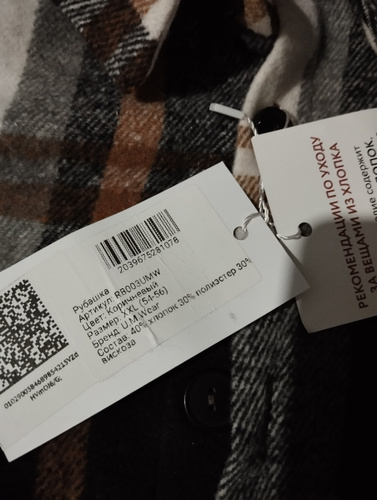 2039675281078
Рубашка
Артикул: RB003UMW
Цвет: Коричневый
Размер: XXL (54-56)
Бренд: U.M.Wear
Состав: 40% хлопок 30% полиэстер 30%
вискоза
РЕКОМЕНДАЦИИ ПО УХОДУ
ЗА ВЕЩАМИ ИЗ ХЛОПКА
содержит